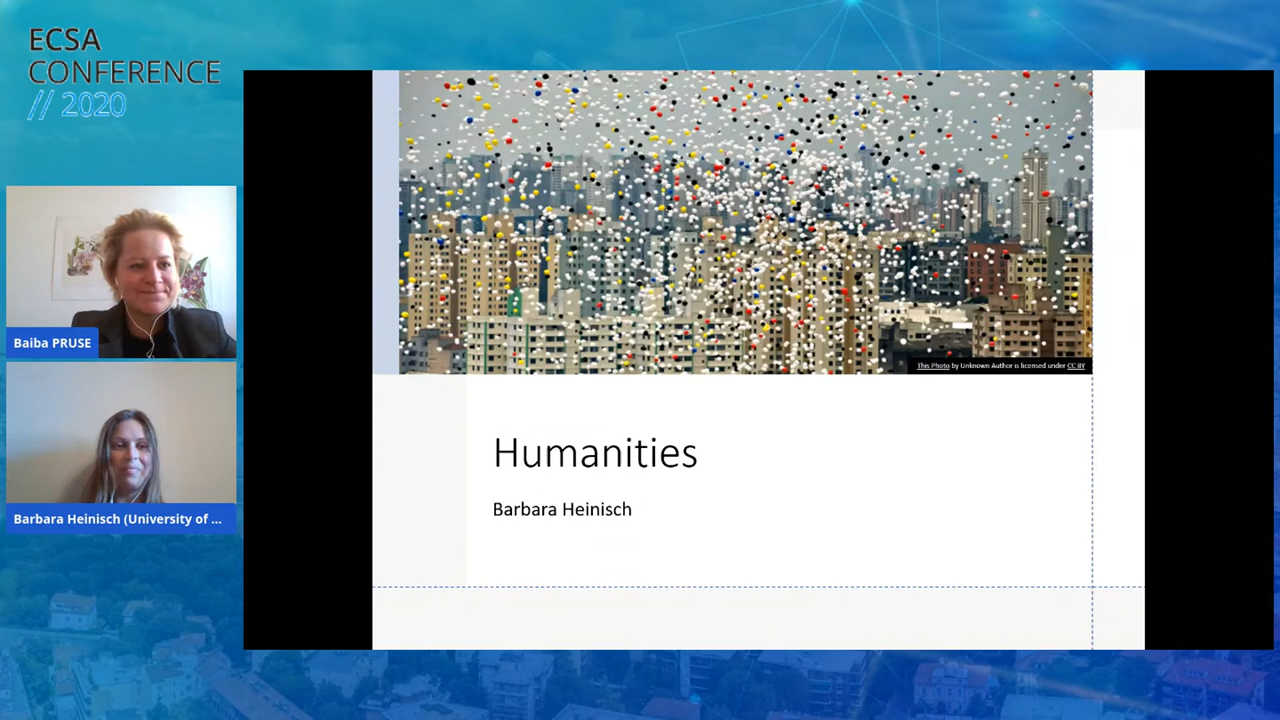 ECSA
CONFERENCE
// 2020
Baiba PRUSE
Barbara Heinisch (University of ...
This Photo by Unknown Author is licensed under CC BY
Humanities
Barbara Heinisch